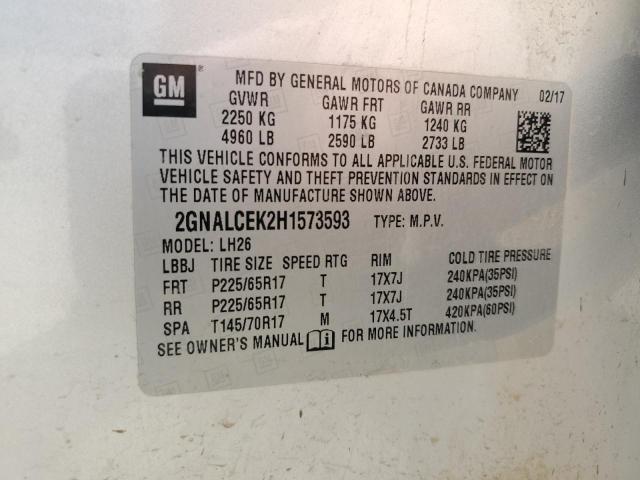 GM ®
MFD BY GENERAL MOTORS OF CANADA COMPANY 02/17
GVWR GAWR FRT GAWR RR
2250 KG 1175 KG 1240 KG
4960 LB 2590 LB 2733 LB
THIS VEHICLE CONFORMS TO ALL APPLICABLE U.S. FEDERAL MOTOR
VEHICLE SAFETY AND THEFT PREVENTION STANDARDS IN EFFECT ON
THE DATE OF MANUFACTURE SHOWN ABOVE.
2GNALCEK2H1573593 TYPE: M.P.V.
MODEL: LH26
LBBJ TIRE SIZE SPEED RTG RIM COLD TIRE PRESSURE
FRT P225/65R17 T 17X7J 240KPA(35PSI)
RR P225/65R17 T 17X7J 240KPA(35PSI)
SPA T145/70R17 M 17X4.5T 420KPA(60PSI)
SEE OWNER'S MANUAL i FOR MORE INFORMATION.